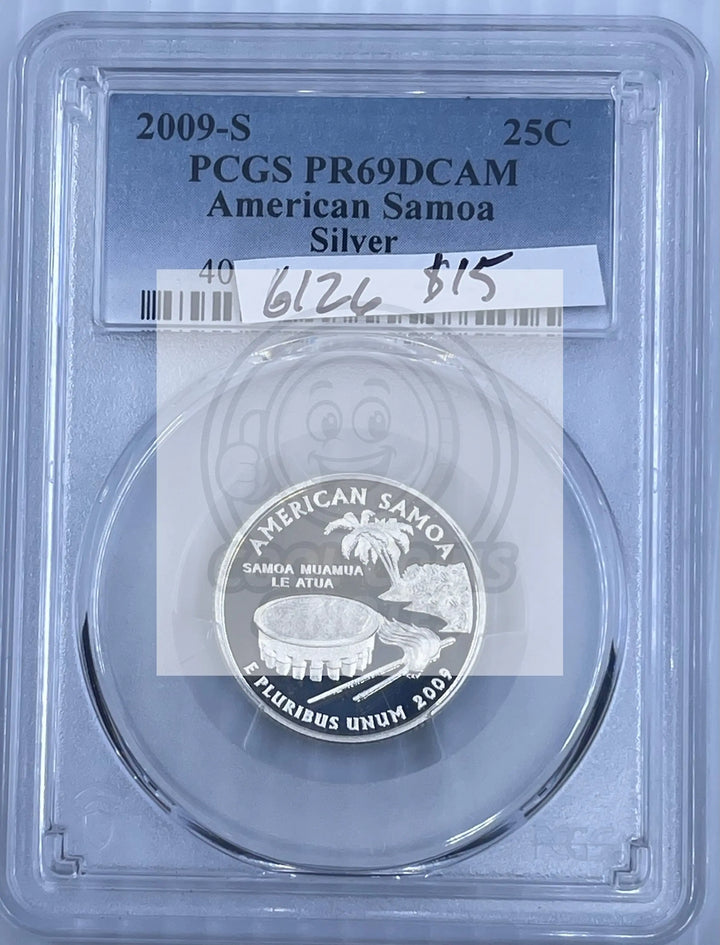 2009-S 25C
PCGS PR69DCAM
American Samoa
Silver
40
6126 $15
AMERICAN SAMOA
SAMOA MUAMUA
LE ATUA
E PLURIBUS UNUM 2009
PCGS